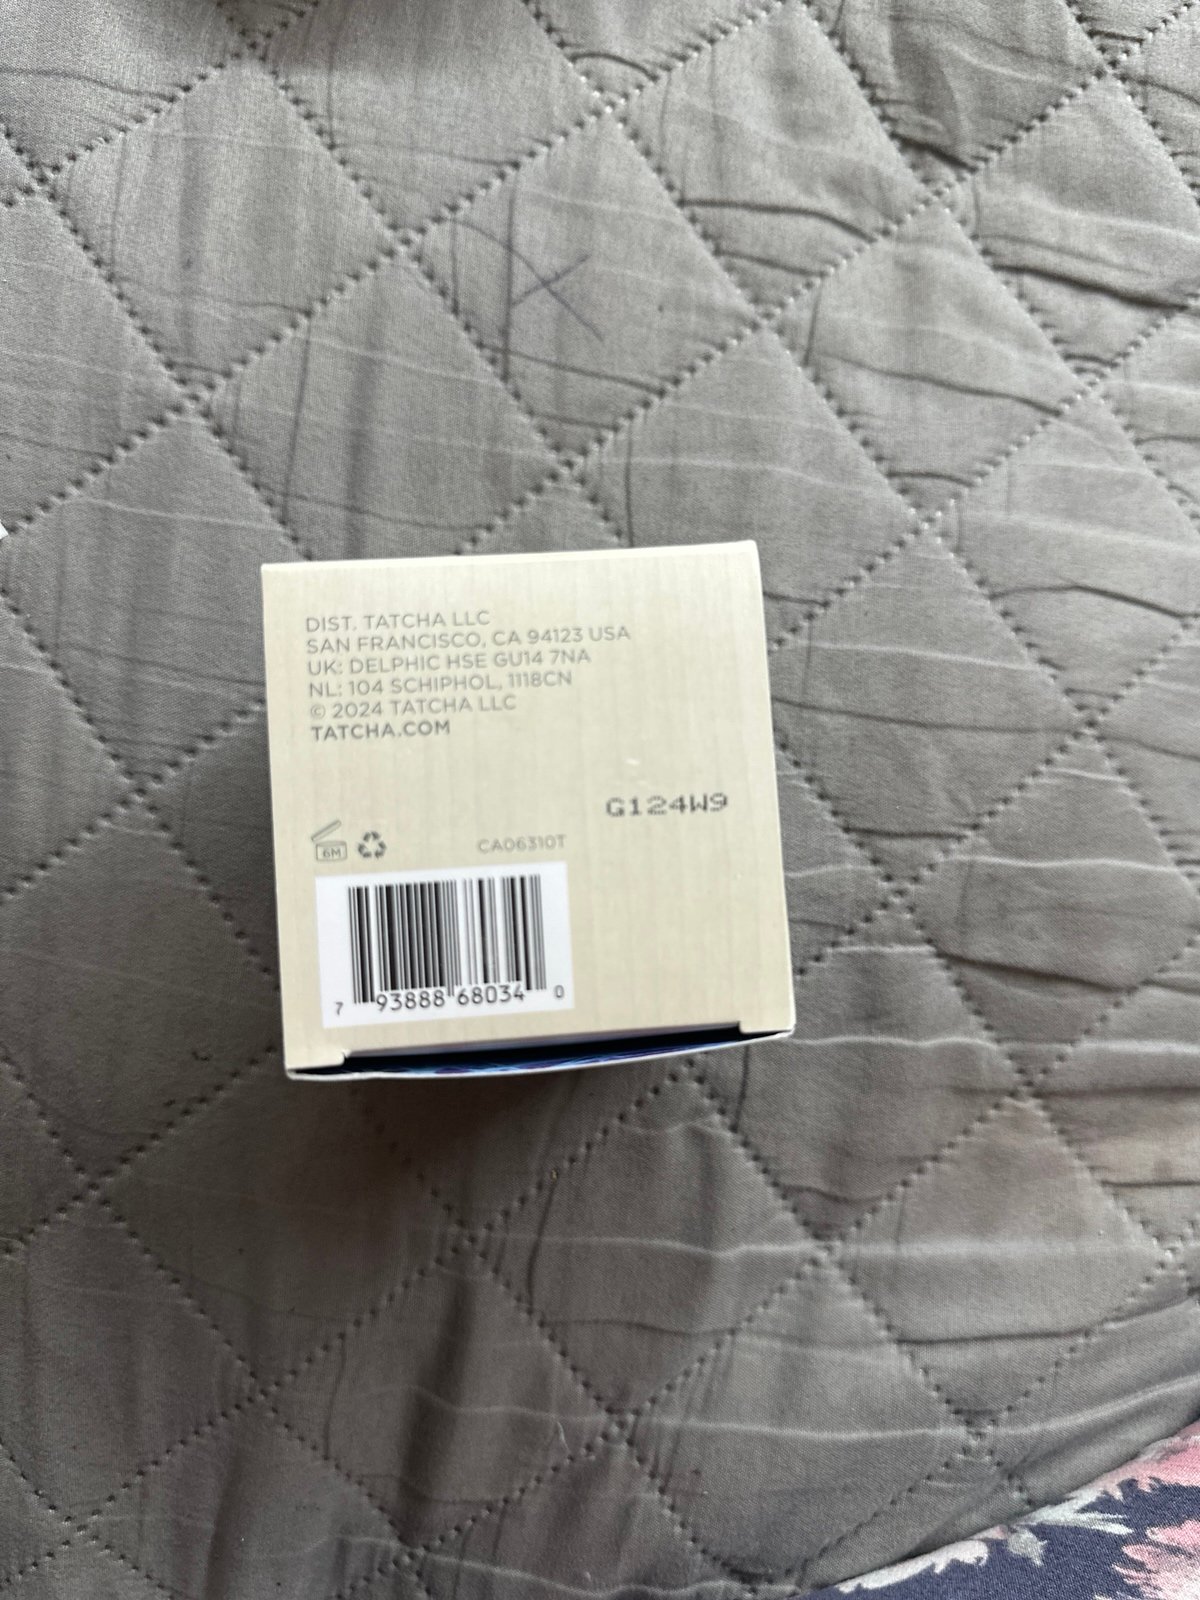 DIST. TATCHA LLC
SAN FRANCISCO, CA 94123 USA
UK: DELPHIC HSE GU14 7NA
NL: 104 SCHIPHOL, 1118CN
© 2024 TATCHA LLC
TATCHA.COM
G124W9
6M
CA06310T
7 93888 68034 0